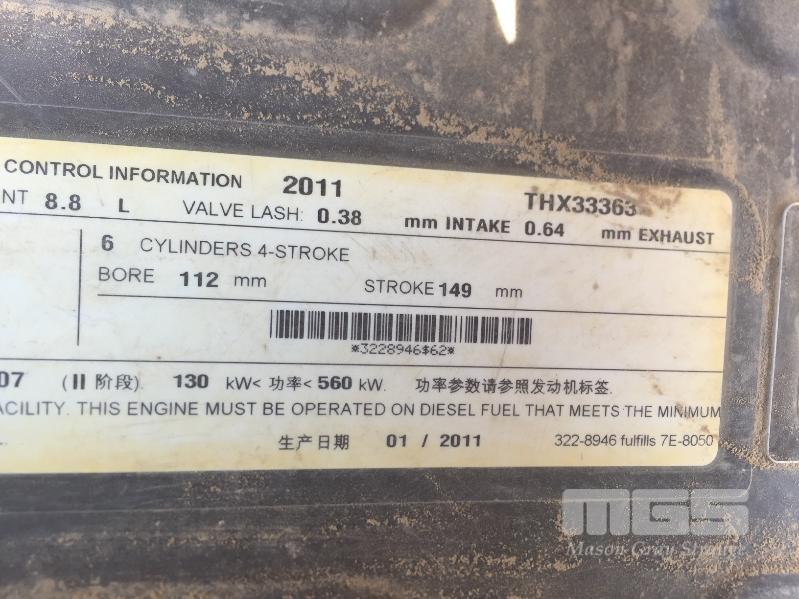 CONTROL INFORMATION 2011 THX33363
NT 8.8 L VALVE LASH: 0.38 mm INTAKE 0.64 mm EXHAUST
6 CYLINDERS 4-STROKE
BORE 112 mm STROKE 149 mm
*3228946$62*
07 (II 阶段). 130 kW< 功率< 560 kW. 功率参数请参照发动机标签.
ACILITY. THIS ENGINE MUST BE OPERATED ON DIESEL FUEL THAT MEETS THE MINIMUM
生产日期 01 / 2011 322-8946 fulfills 7E-8050
MGS
Mason Gray Strange